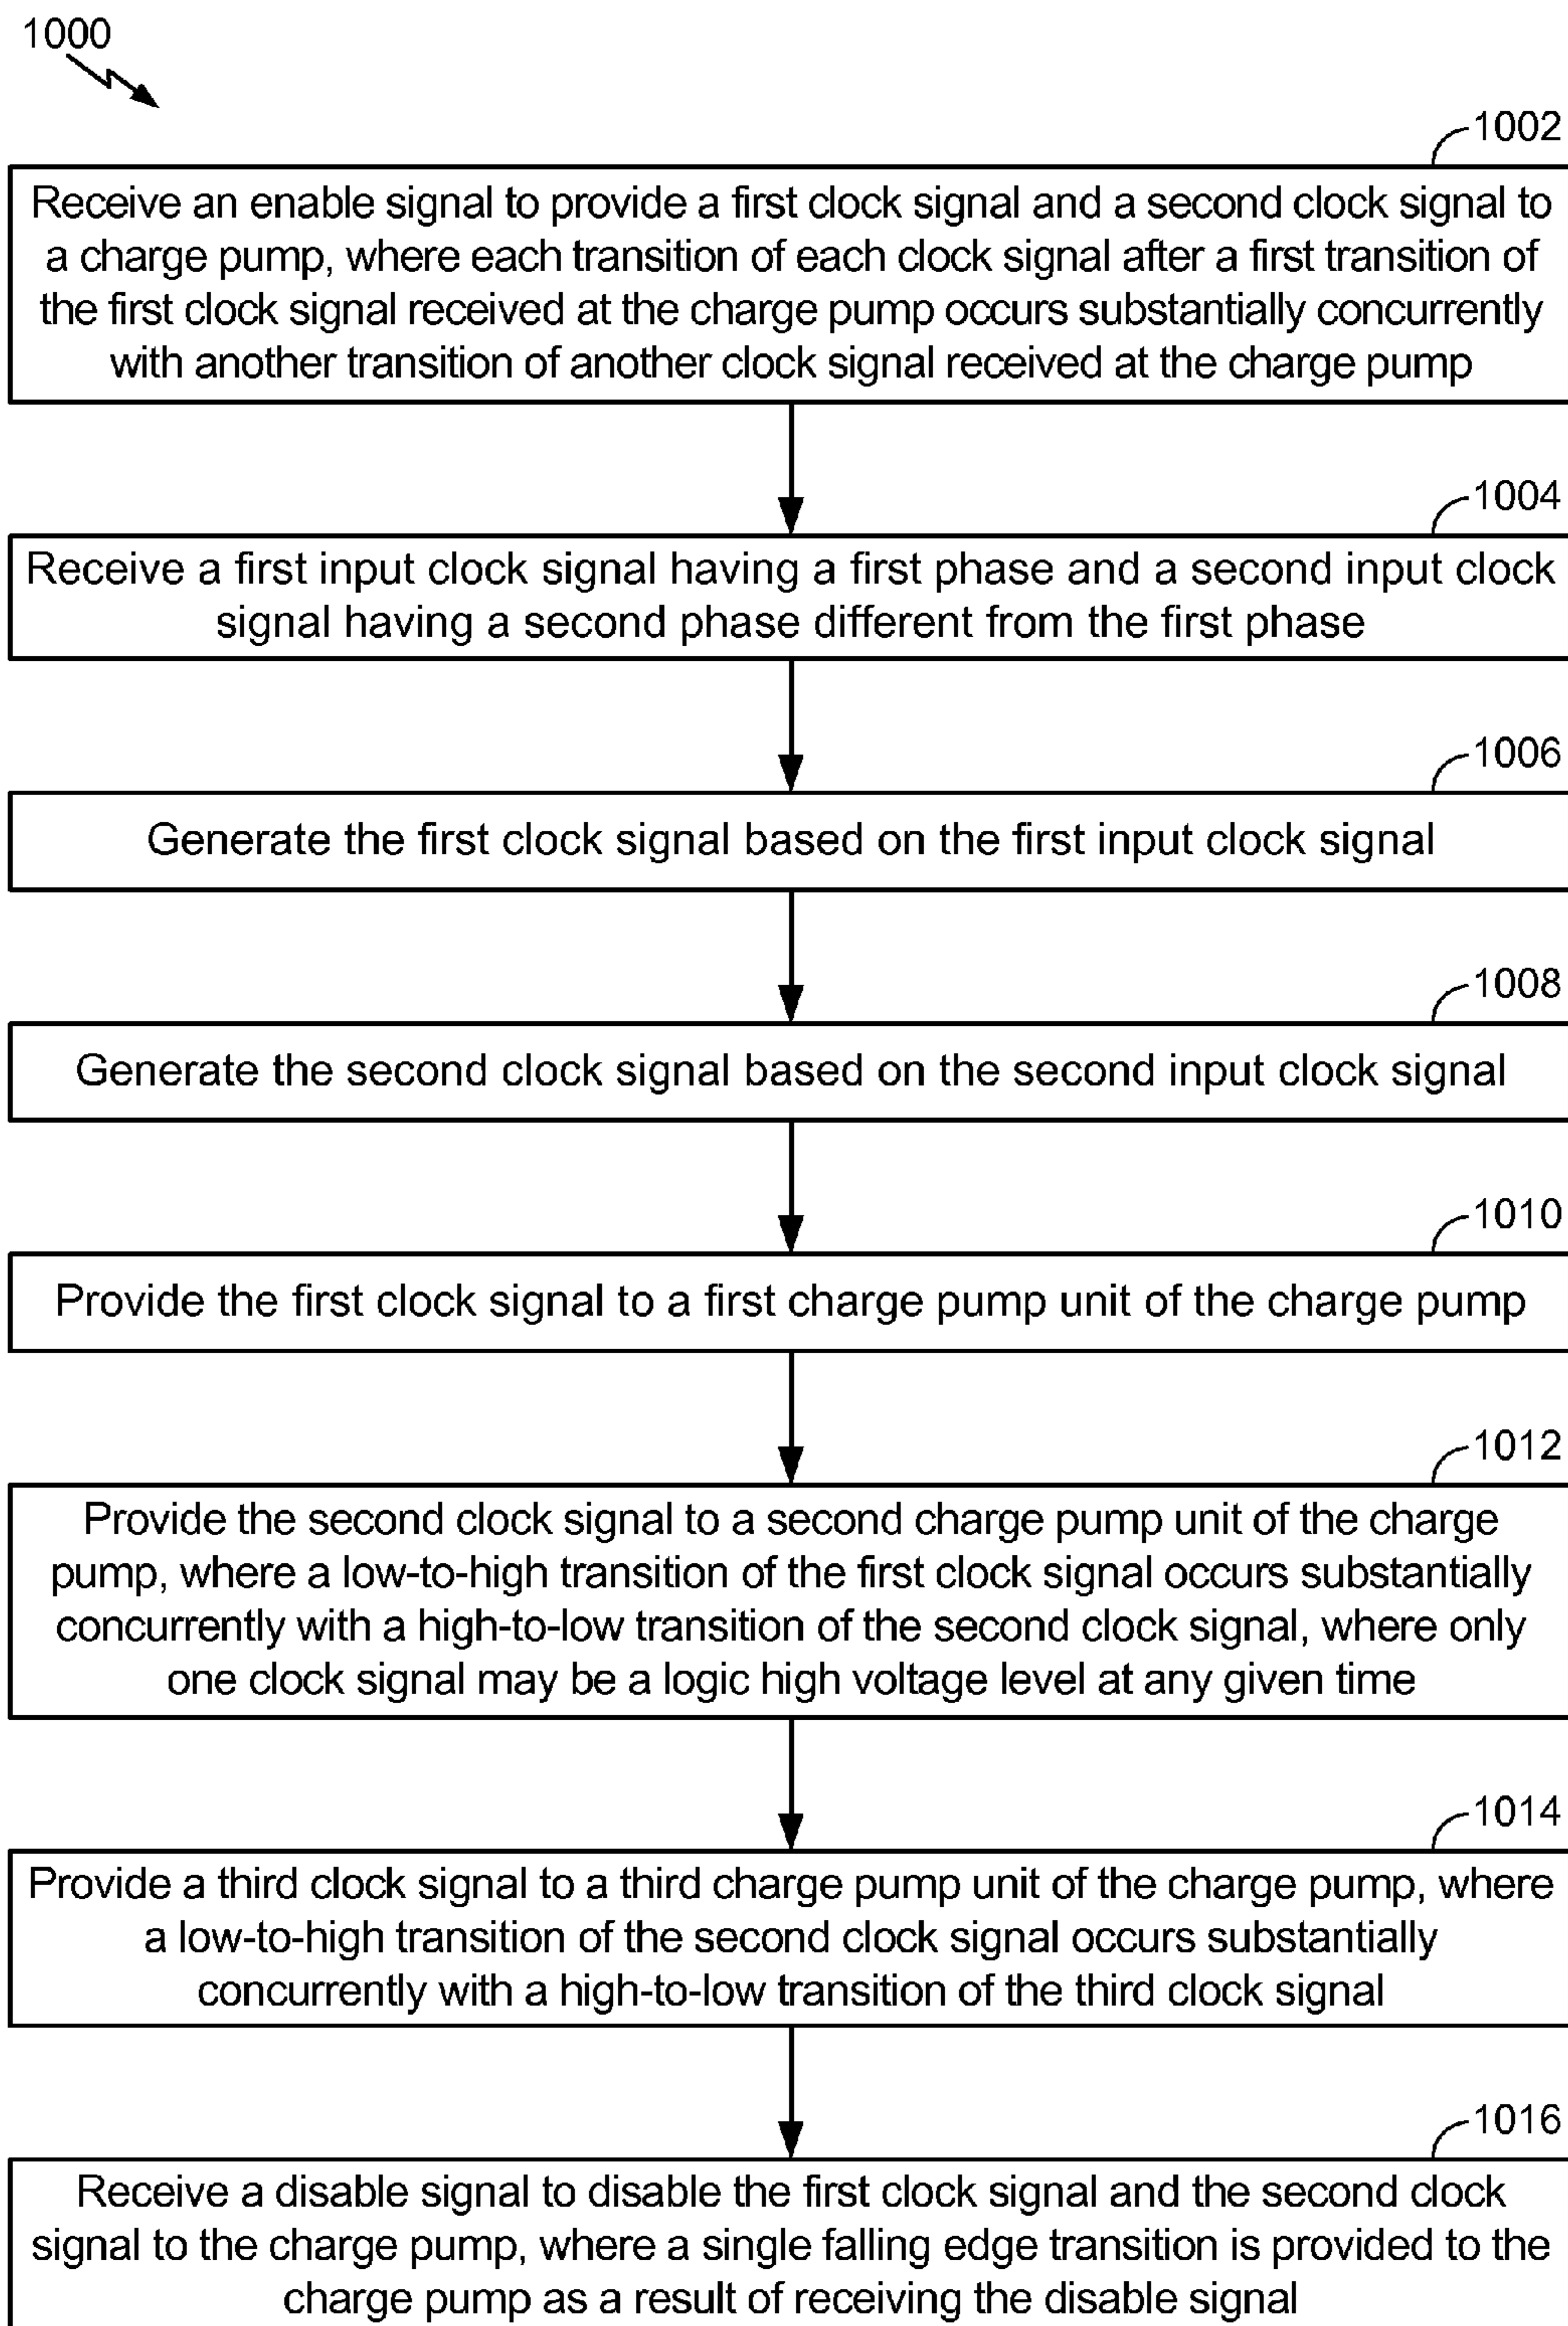 1000
1002
Receive an enable signal to provide a first clock signal and a second clock signal to
a charge pump, where each transition of each clock signal after a first transition of
the first clock signal received at the charge pump occurs substantially concurrently
with another transition of another clock signal received at the charge pump
1004
Receive a first input clock signal having a first phase and a second input clock
signal having a second phase different from the first phase
1006
Generate the first clock signal based on the first input clock signal
1008
Generate the second clock signal based on the second input clock signal
1010
Provide the first clock signal to a first charge pump unit of the charge pump
1012
Provide the second clock signal to a second charge pump unit of the charge
pump, where a low-to-high transition of the first clock signal occurs substantially
concurrently with a high-to-low transition of the second clock signal, where only
one clock signal may be a logic high voltage level at any given time
1014
Provide a third clock signal to a third charge pump unit of the charge pump, where
a low-to-high transition of the second clock signal occurs substantially
concurrently with a high-to-low transition of the third clock signal
1016
Receive a disable signal to disable the first clock signal and the second clock
signal to the charge pump, where a single falling edge transition is provided to the
charge pump as a result of receiving the disable signal